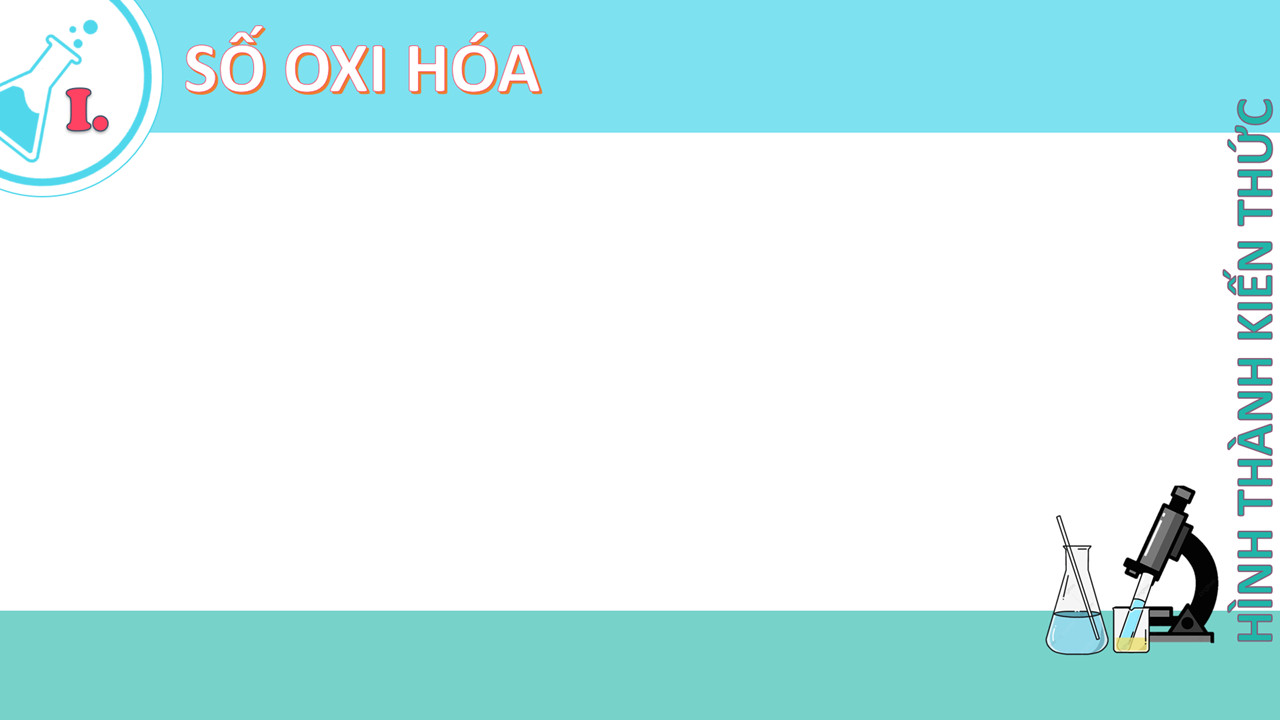 I.
SỐ OXI HÓA
HÌNH THÀNH KIẾN THỨC